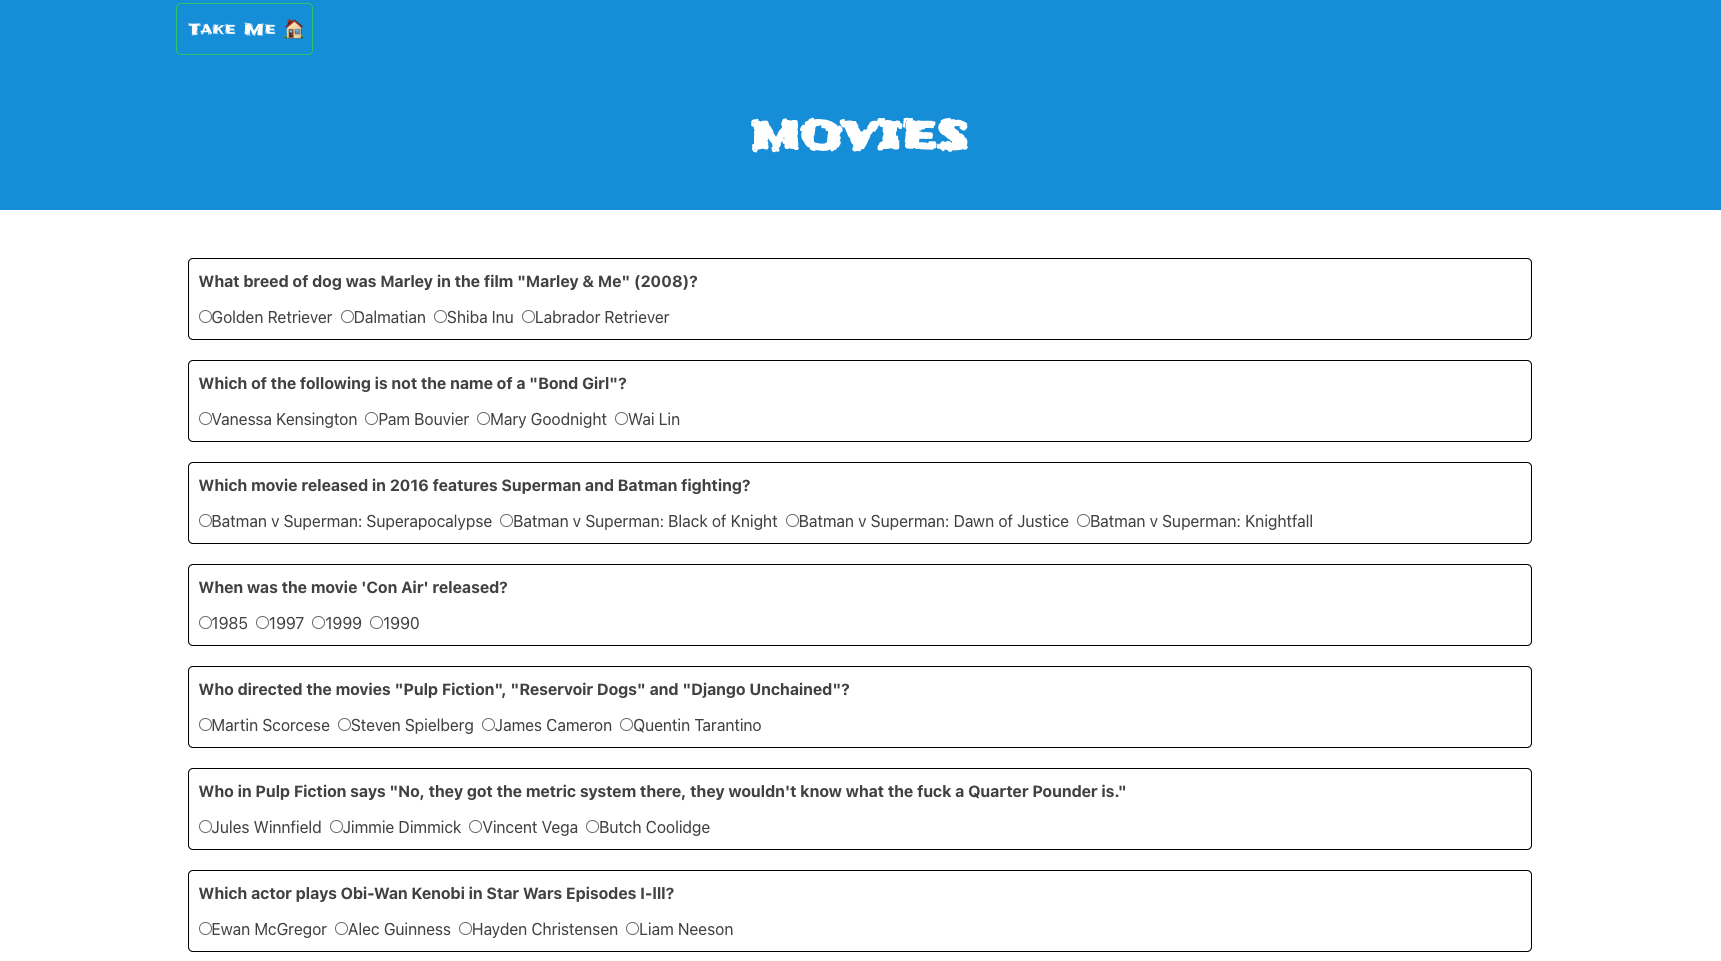 Take Me 🏠
MOVIES
What breed of dog was Marley in the film "Marley & Me" (2008)?
Golden Retriever Dalmatian Shiba Inu Labrador Retriever
Which of the following is not the name of a "Bond Girl"?
Vanessa Kensington Pam Bouvier Mary Goodnight Wai Lin
Which movie released in 2016 features Superman and Batman fighting?
Batman v Superman: Superapocalypse Batman v Superman: Black of Knight Batman v Superman: Dawn of Justice Batman v Superman: Knightfall
When was the movie 'Con Air' released?
1985 1997 1999 1990
Who directed the movies "Pulp Fiction", "Reservoir Dogs" and "Django Unchained"?
Martin Scorcese Steven Spielberg James Cameron Quentin Tarantino
Who in Pulp Fiction says "No, they got the metric system there, they wouldn't know what the fuck a Quarter Pounder is."
Jules Winnfield Jimmie Dimmick Vincent Vega Butch Coolidge
Which actor plays Obi-Wan Kenobi in Star Wars Episodes I-lll?
Ewan McGregor Alec Guinness Hayden Christensen Liam Neeson